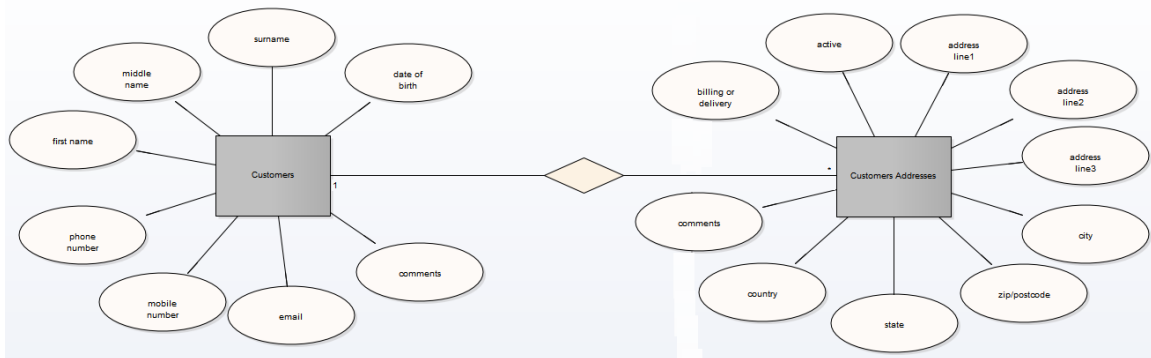 surname
middle
name
date of
birth
first name
Customers
1
phone
number
mobile
number
email
comments
active
address
line1
billing or
delivery
address
line2
address
line3
*
Customers Addresses
comments
city
country
zip/postcode
state